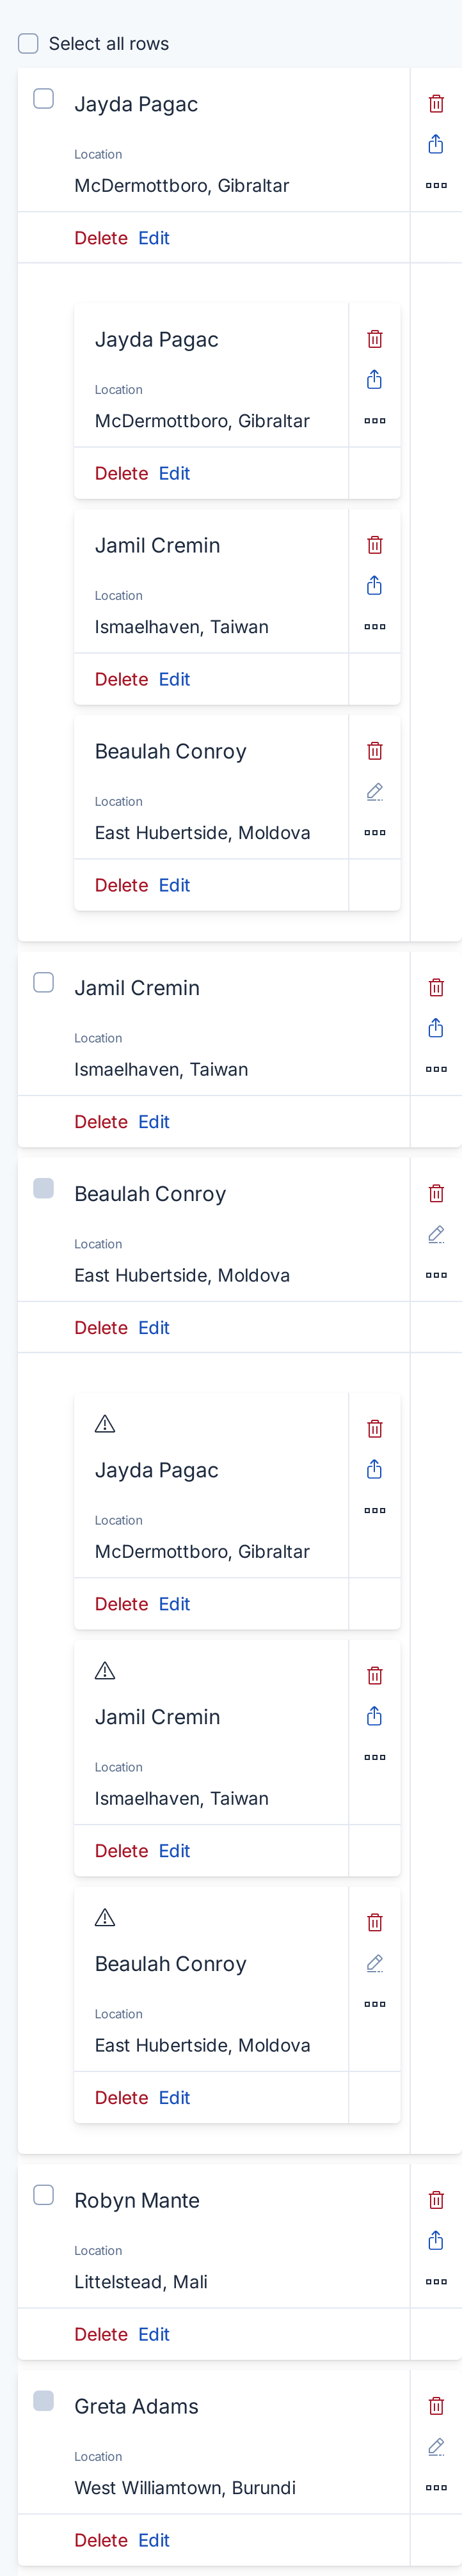 Select all rows
Jayda Pagac
Location
McDermottboro, Gibraltar
Delete Edit
Jayda Pagac
Location
McDermottboro, Gibraltar
Delete Edit
Jamil Cremin
Location
Ismaelhaven, Taiwan
Delete Edit
Beaulah Conroy
Location
East Hubertside, Moldova
Delete Edit
Jamil Cremin
Location
Ismaelhaven, Taiwan
Delete Edit
Beaulah Conroy
Location
East Hubertside, Moldova
Delete Edit
Jayda Pagac
Location
McDermottboro, Gibraltar
Delete Edit
Jamil Cremin
Location
Ismaelhaven, Taiwan
Delete Edit
Beaulah Conroy
Location
East Hubertside, Moldova
Delete Edit
Robyn Mante
Location
Littelstead, Mali
Delete Edit
Greta Adams
Location
West Williamtown, Burundi
Delete Edit